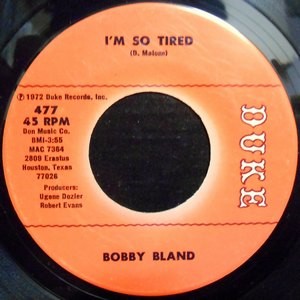 I'M SO TIRED
(D. Malson)
℗1972 Duke Records, Inc.
477
45 RPM
Don Music Co.
BMI-3:55
MAC 7364
2809 Erastus
Houston, Texas
77026
Producers:
Ugene Dozier
Robert Evans
DUKE
BOBBY BLAND